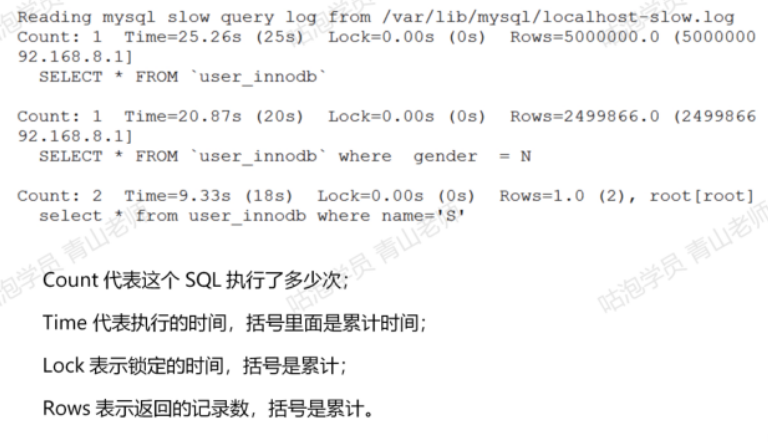 Reading mysql slow query log from /var/lib/mysql/localhost-slow.log
Count: 1  Time=25.26s (25s)  Lock=0.00s (0s)  Rows=5000000.0 (5000000
92.168.8.1]
  SELECT * FROM `user_innodb`
Count: 1  Time=20.87s (20s)  Lock=0.00s (0s)  Rows=2499866.0 (2499866
92.168.8.1]
  SELECT * FROM `user_innodb` where  gender  = N
Count: 2  Time=9.33s (18s)  Lock=0.00s (0s)  Rows=1.0 (2), root[root]
  select * from user_innodb where name='S'
咕泡学员 青山老师
Count 代表这个 SQL 执行了多少次；
Time 代表执行的时间，括号里面是累计时间；
Lock 表示锁定的时间，括号是累计；
Rows 表示返回的记录数，括号是累计。